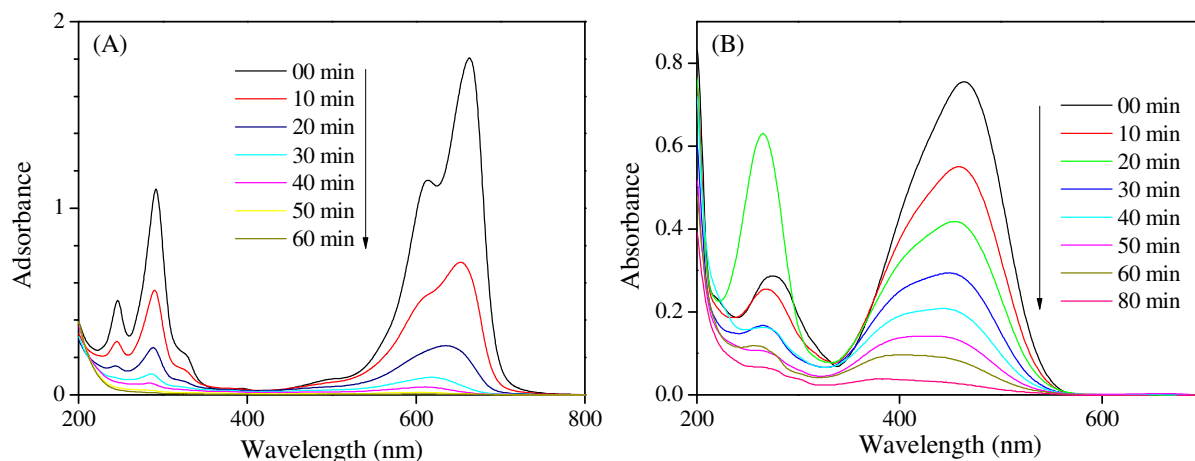 (A)
2
1
0
200
400
600
800
Adsorbance
Wavelength (nm)
00 min
10 min
20 min
30 min
40 min
50 min
60 min
(B)
0.8
0.6
0.4
0.2
0.0
200
400
600
Absorbance
Wavelength (nm)
00 min
10 min
20 min
30 min
40 min
50 min
60 min
80 min